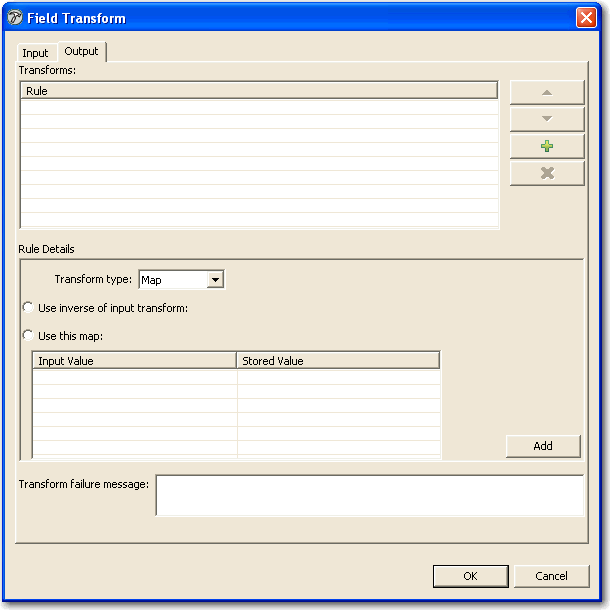 Field Transform
Input
Output
Transforms:
Rule
Rule Details
Transform type:
Map
Use inverse of input transform:
Use this map:
Input Value
Stored Value
Add
Transform failure message:
OK
Cancel